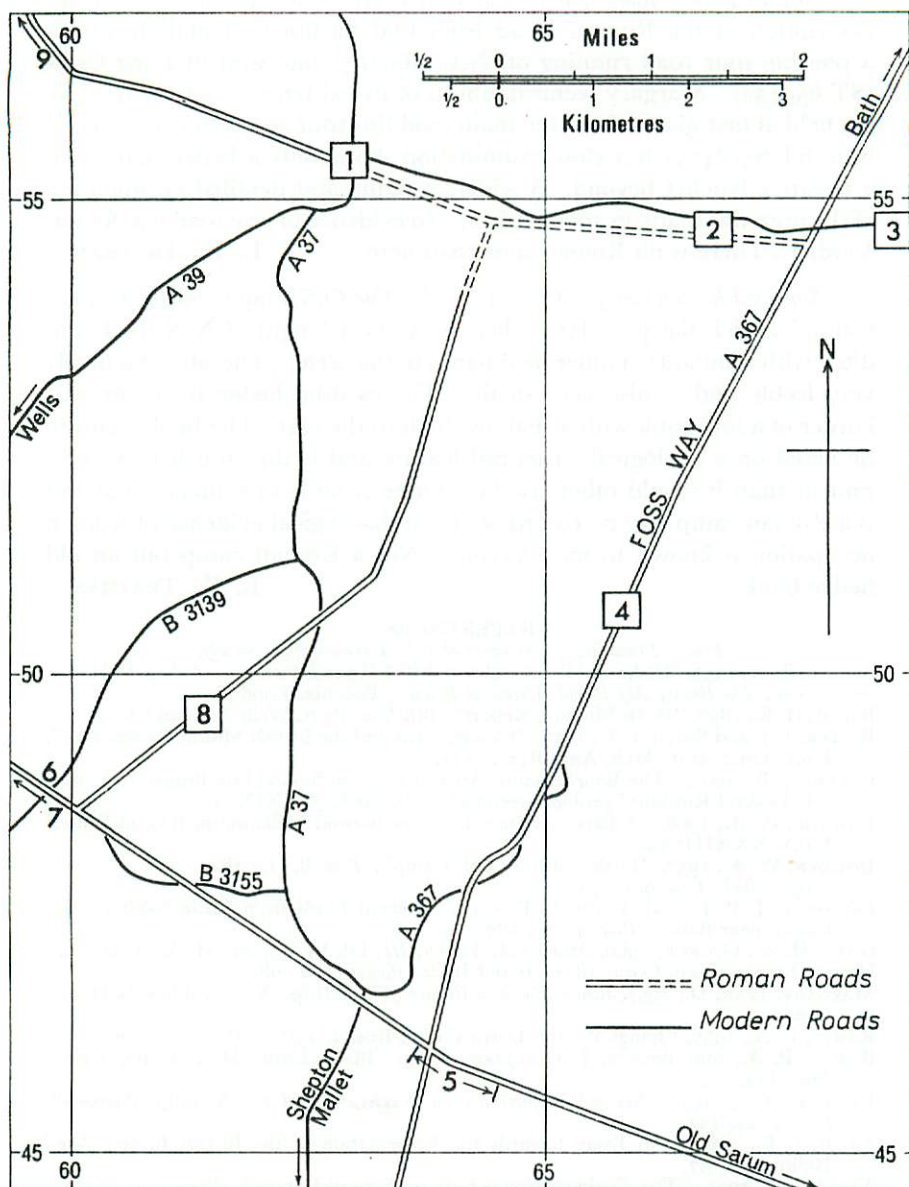 60
65
Miles
1/2 0 1 2
1/2 0 1 2 3
Kilometres
9
Bath
1
55
55
2
3
A 39
A 37
A 367
N
Wells
FOSS WAY
B 3139
4
50
50
8
6
7
A 37
B 3155
A 367
Roman Roads
Modern Roads
Shepton
Mallet
5
Old Sarum
45
45
60
65